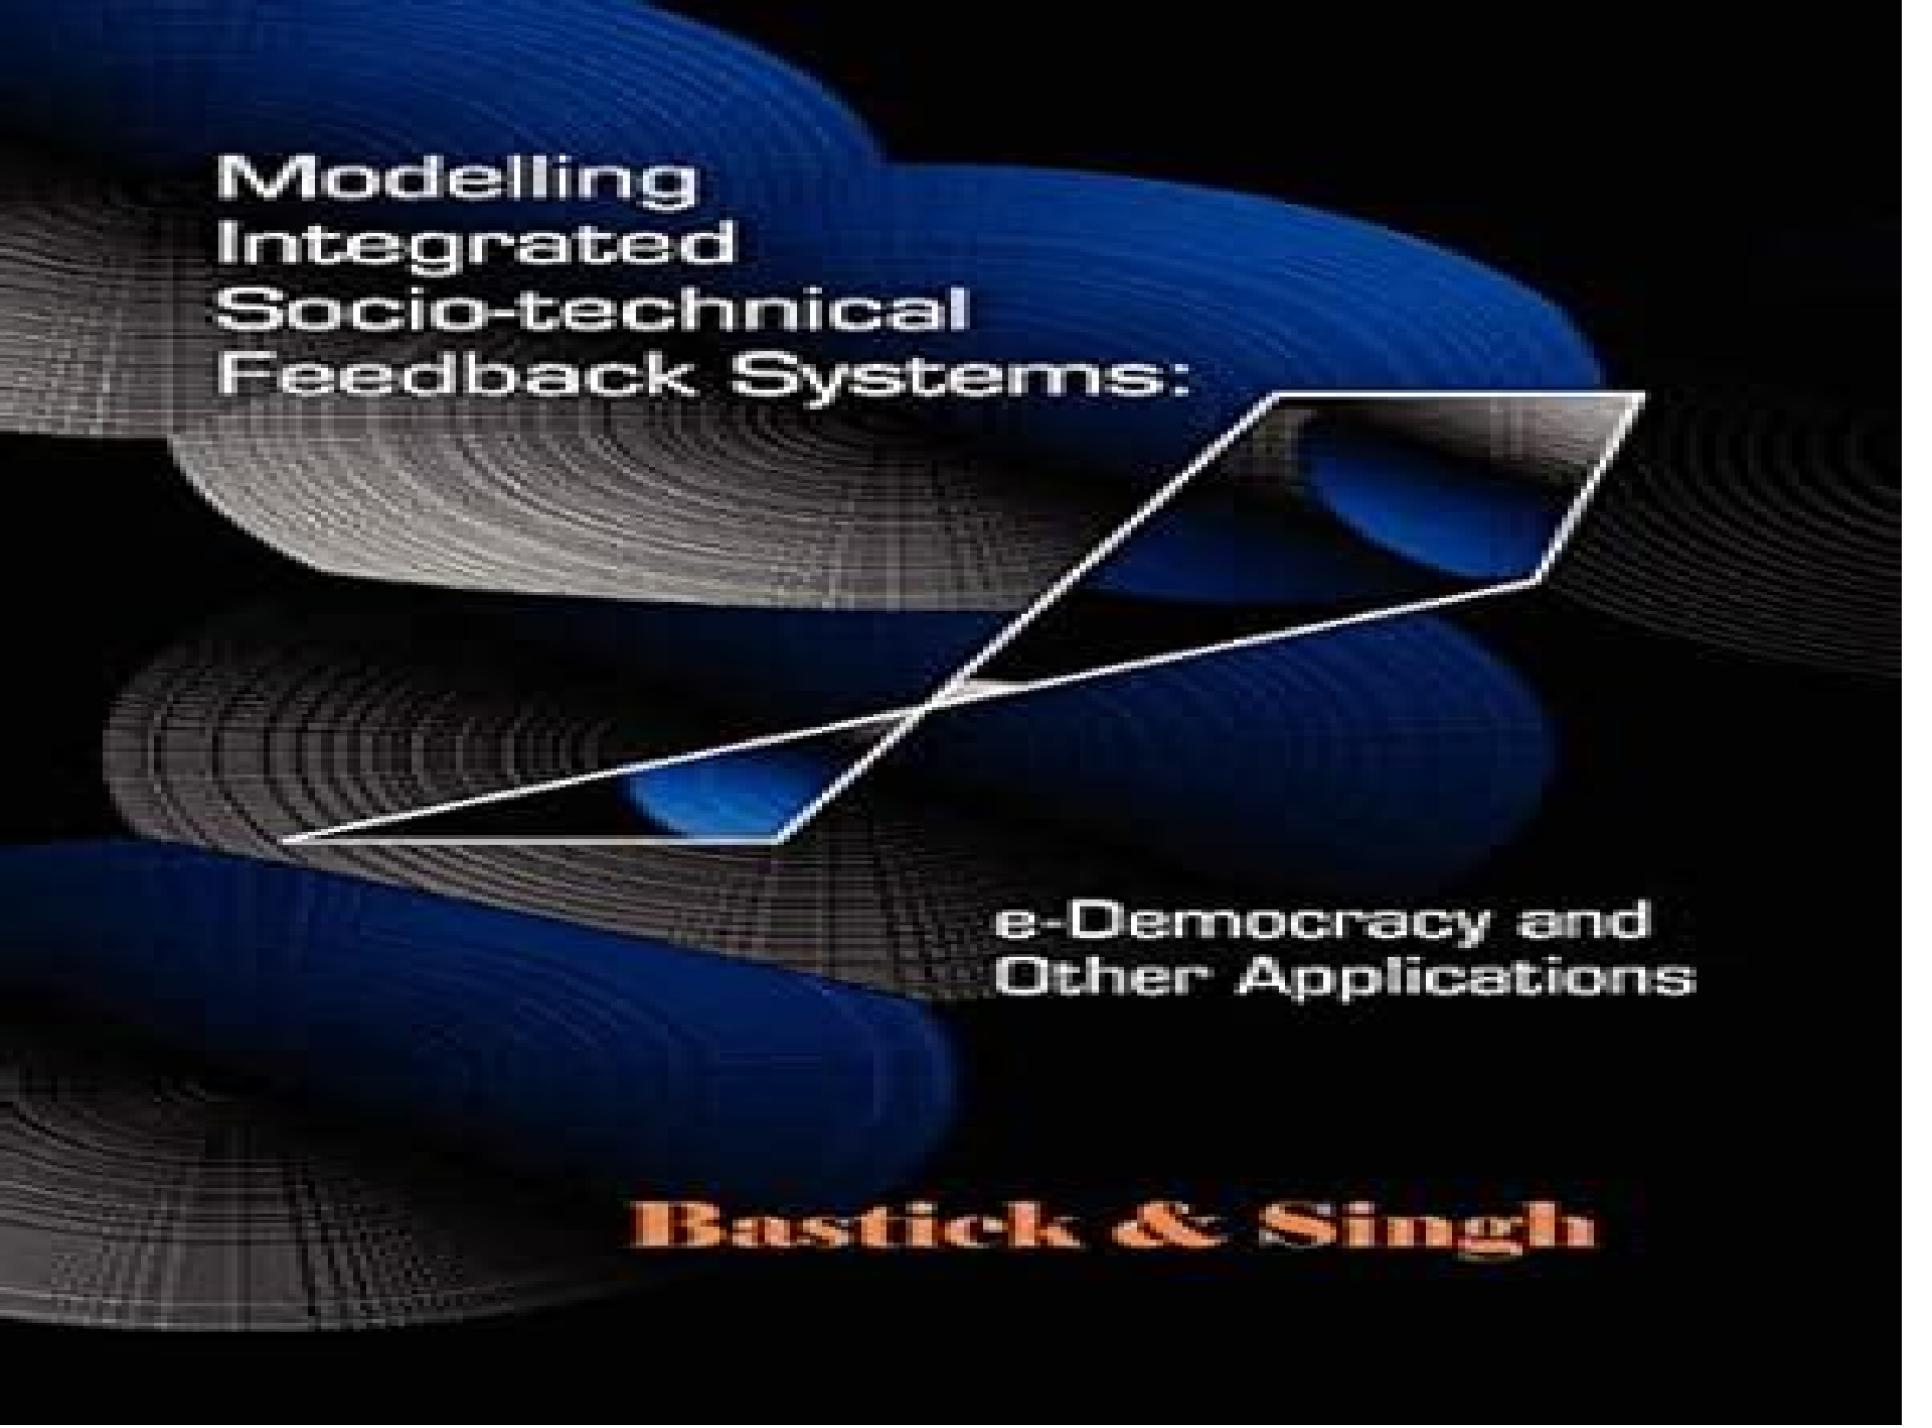 Modelling
Integrated
Socio-technical
Feedback Systems:
e-Democracy and
Other Applications
Bastick & Singh